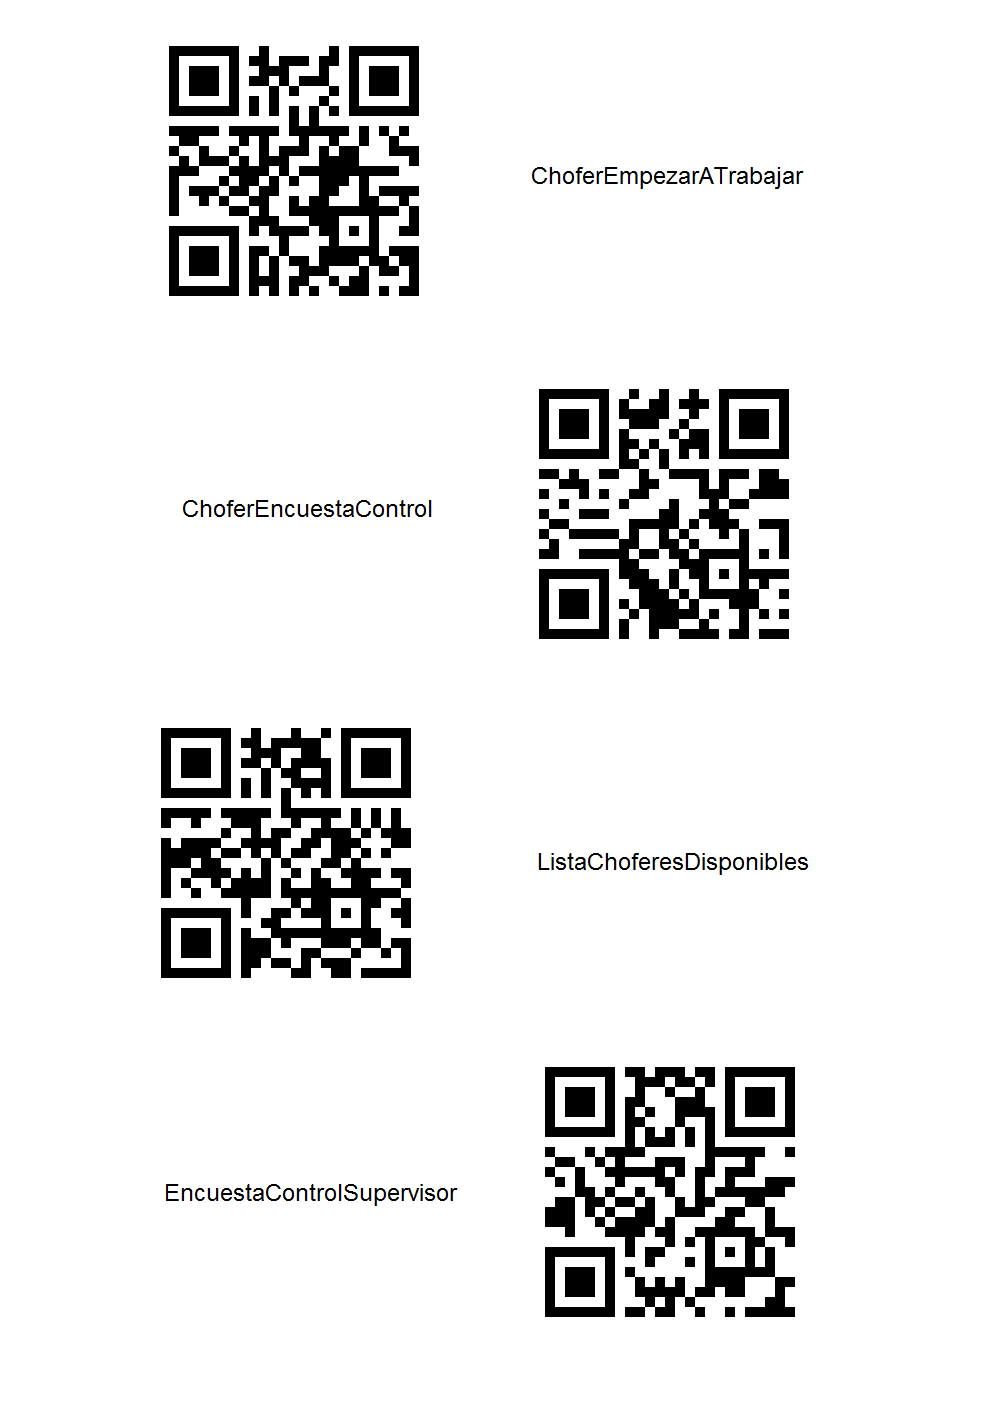 ChoferEmpezarATrabajar
ChoferEncuestaControl
ListaChoferesDisponibles
EncuestaControlSupervisor